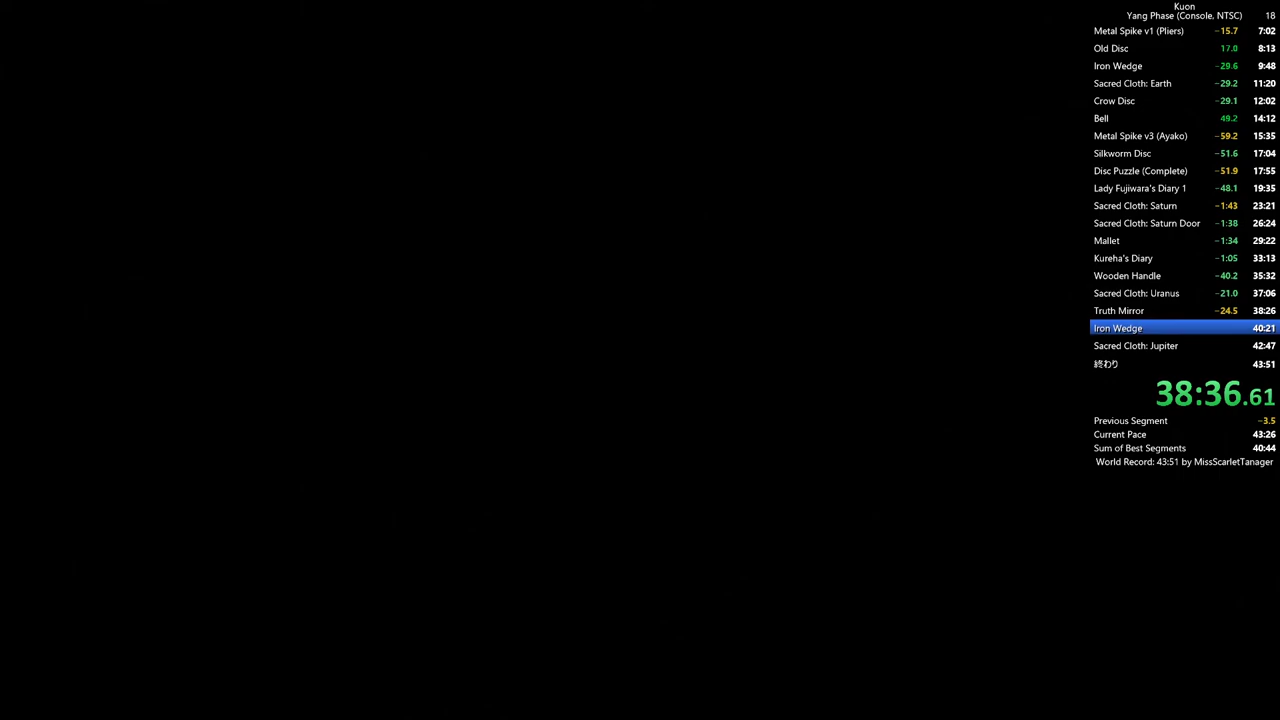 Kuon
Yang Phase (Console, NTSC) 18
Metal Spike v1 (Pliers) −15.7 7:02
Old Disc 17.0 8:13
Iron Wedge −29.6 9:48
Sacred Cloth: Earth −29.2 11:20
Crow Disc −29.1 12:02
Bell 49.2 14:12
Metal Spike v3 (Ayako) −59.2 15:35
Silkworm Disc −51.6 17:04
Disc Puzzle (Complete) −51.9 17:55
Lady Fujiwara's Diary 1 −48.1 19:35
Sacred Cloth: Saturn −1:43 23:21
Sacred Cloth: Saturn Door −1:38 26:24
Mallet −1:34 29:22
Kureha's Diary −1:05 33:13
Wooden Handle −40.2 35:32
Sacred Cloth: Uranus −21.0 37:06
Truth Mirror −24.5 38:26
Iron Wedge 40:21
Sacred Cloth: Jupiter 42:47
終わり 43:51
38:36.61
Previous Segment −3.5
Current Pace 43:26
Sum of Best Segments 40:44
World Record: 43:51 by MissScarletTanager